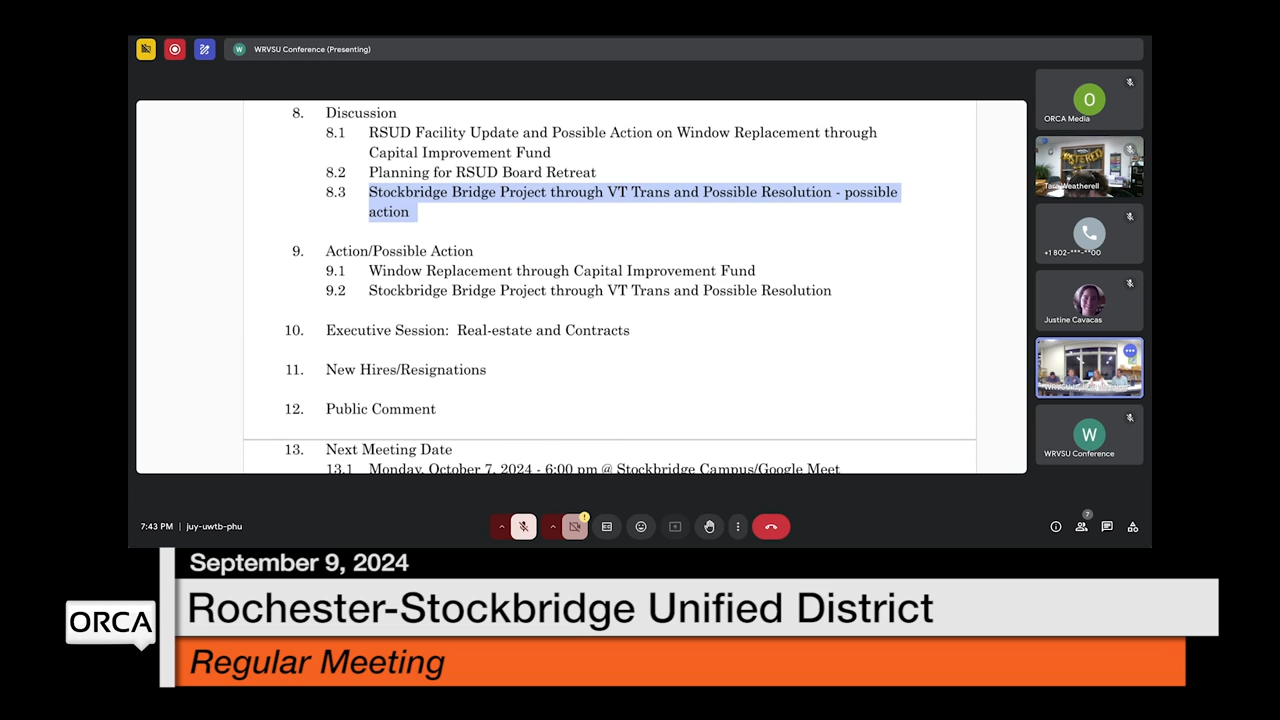 W WRVSU Conference (Presenting)
8. Discussion
8.1 RSUD Facility Update and Possible Action on Window Replacement through
Capital Improvement Fund
8.2 Planning for RSUD Board Retreat
8.3 Stockbridge Bridge Project through VT Trans and Possible Resolution - possible
action
9. Action/Possible Action
9.1 Window Replacement through Capital Improvement Fund
9.2 Stockbridge Bridge Project through VT Trans and Possible Resolution
10. Executive Session: Real-estate and Contracts
11. New Hires/Resignations
12. Public Comment
13. Next Meeting Date
13.1 Monday, October 7, 2024 - 6:00 pm @ Stockbridge Campus/Google Meet
O
ORCA Media
Tara Weatherell
+1 802-***-**00
Justine Cavacas
W
WRVSU Conference
7:43 PM | juy-uwtb-phu
7
September 9, 2024
ORCA
Rochester-Stockbridge Unified District
Regular Meeting